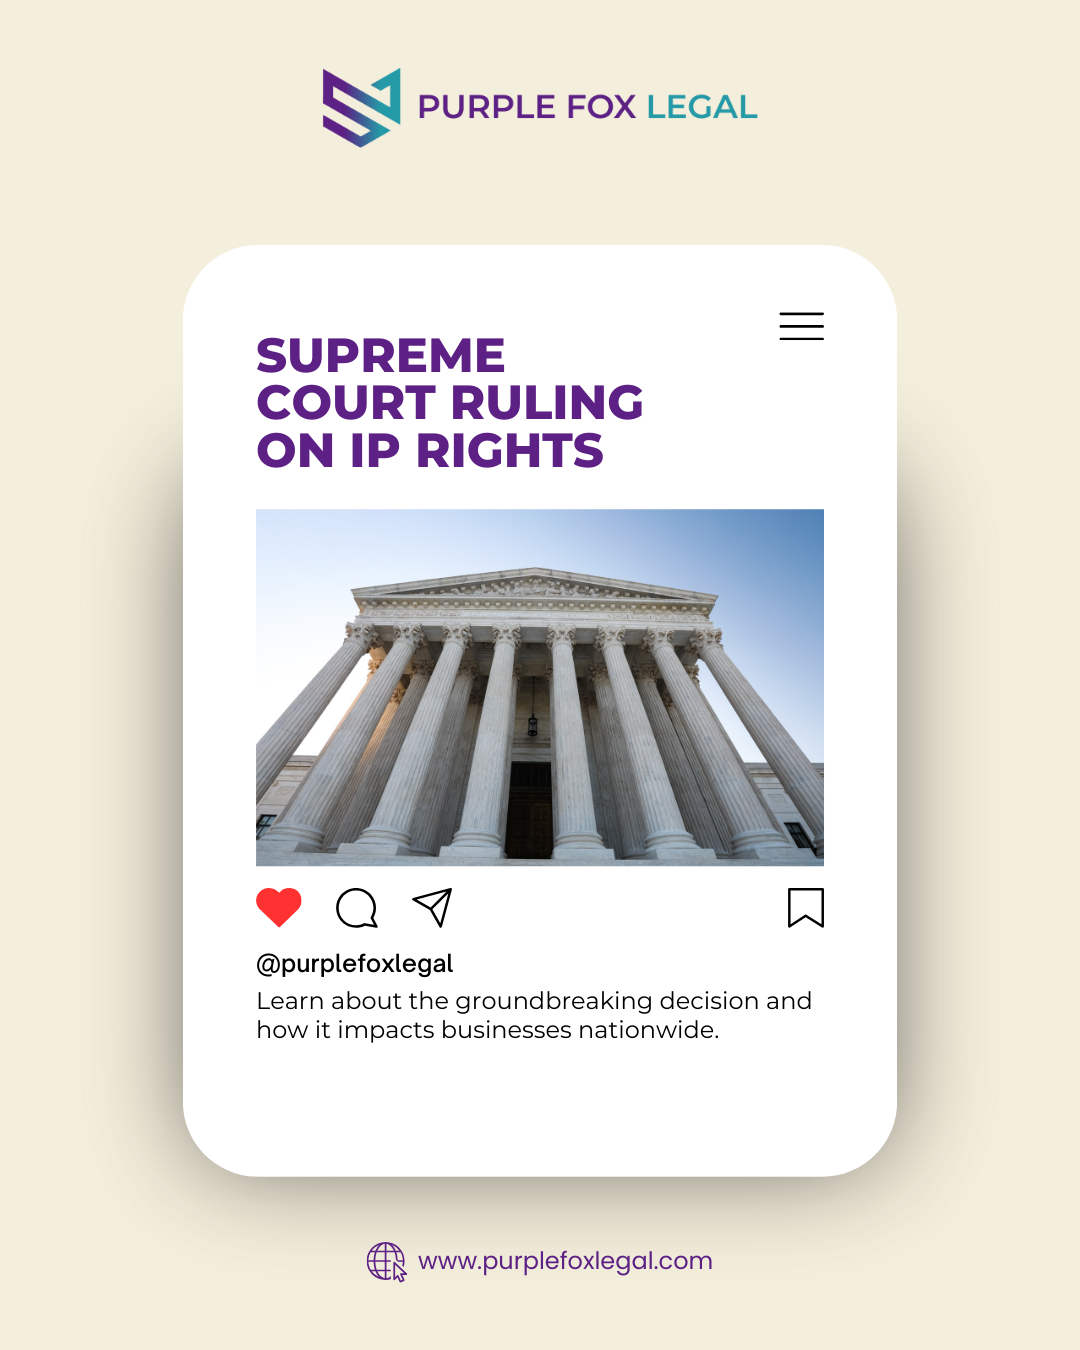 PURPLE FOX LEGAL
SUPREME
COURT RULING
ON IP RIGHTS
@purplefoxlegal
Learn about the groundbreaking decision and
how it impacts businesses nationwide.
www.purplefoxlegal.com